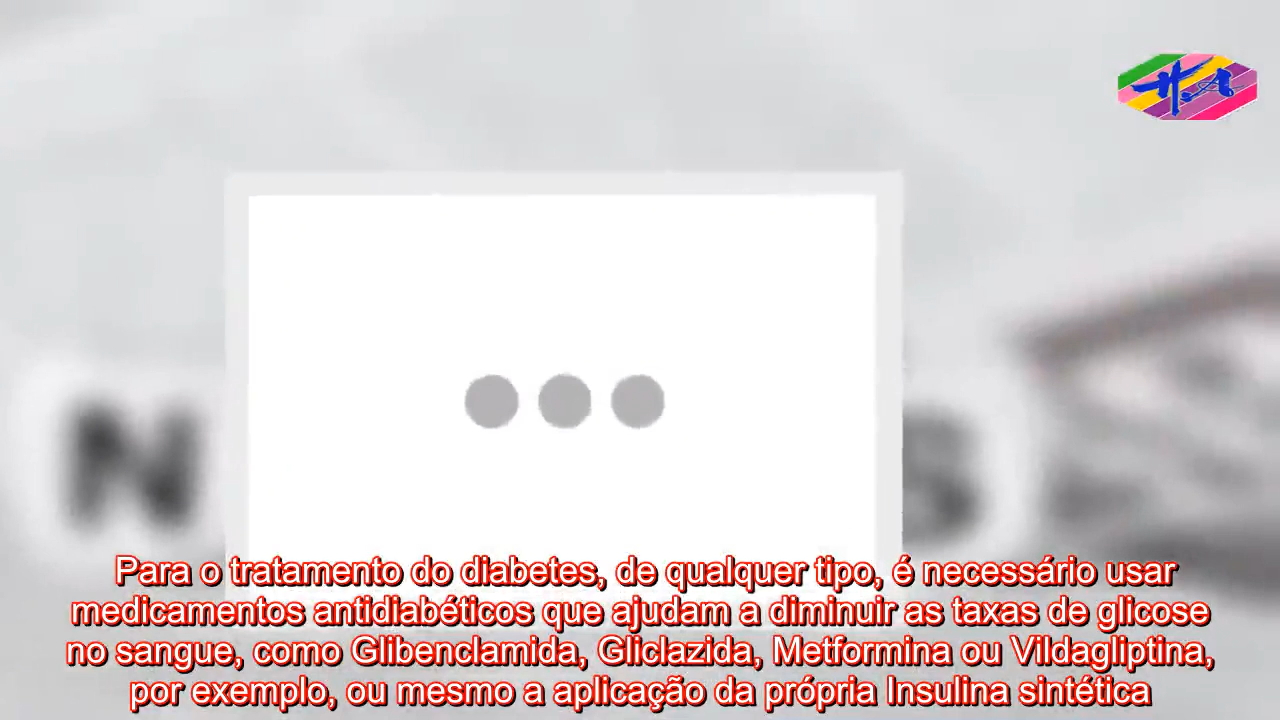 HA
N
S
Para o tratamento do diabetes, de qualquer tipo, é necessário usar
medicamentos antidiabéticos que ajudam a diminuir as taxas de glicose
no sangue, como Glibenclamida, Gliclazida, Metformina ou Vildagliptina,
por exemplo, ou mesmo a aplicação da própria Insulina sintética